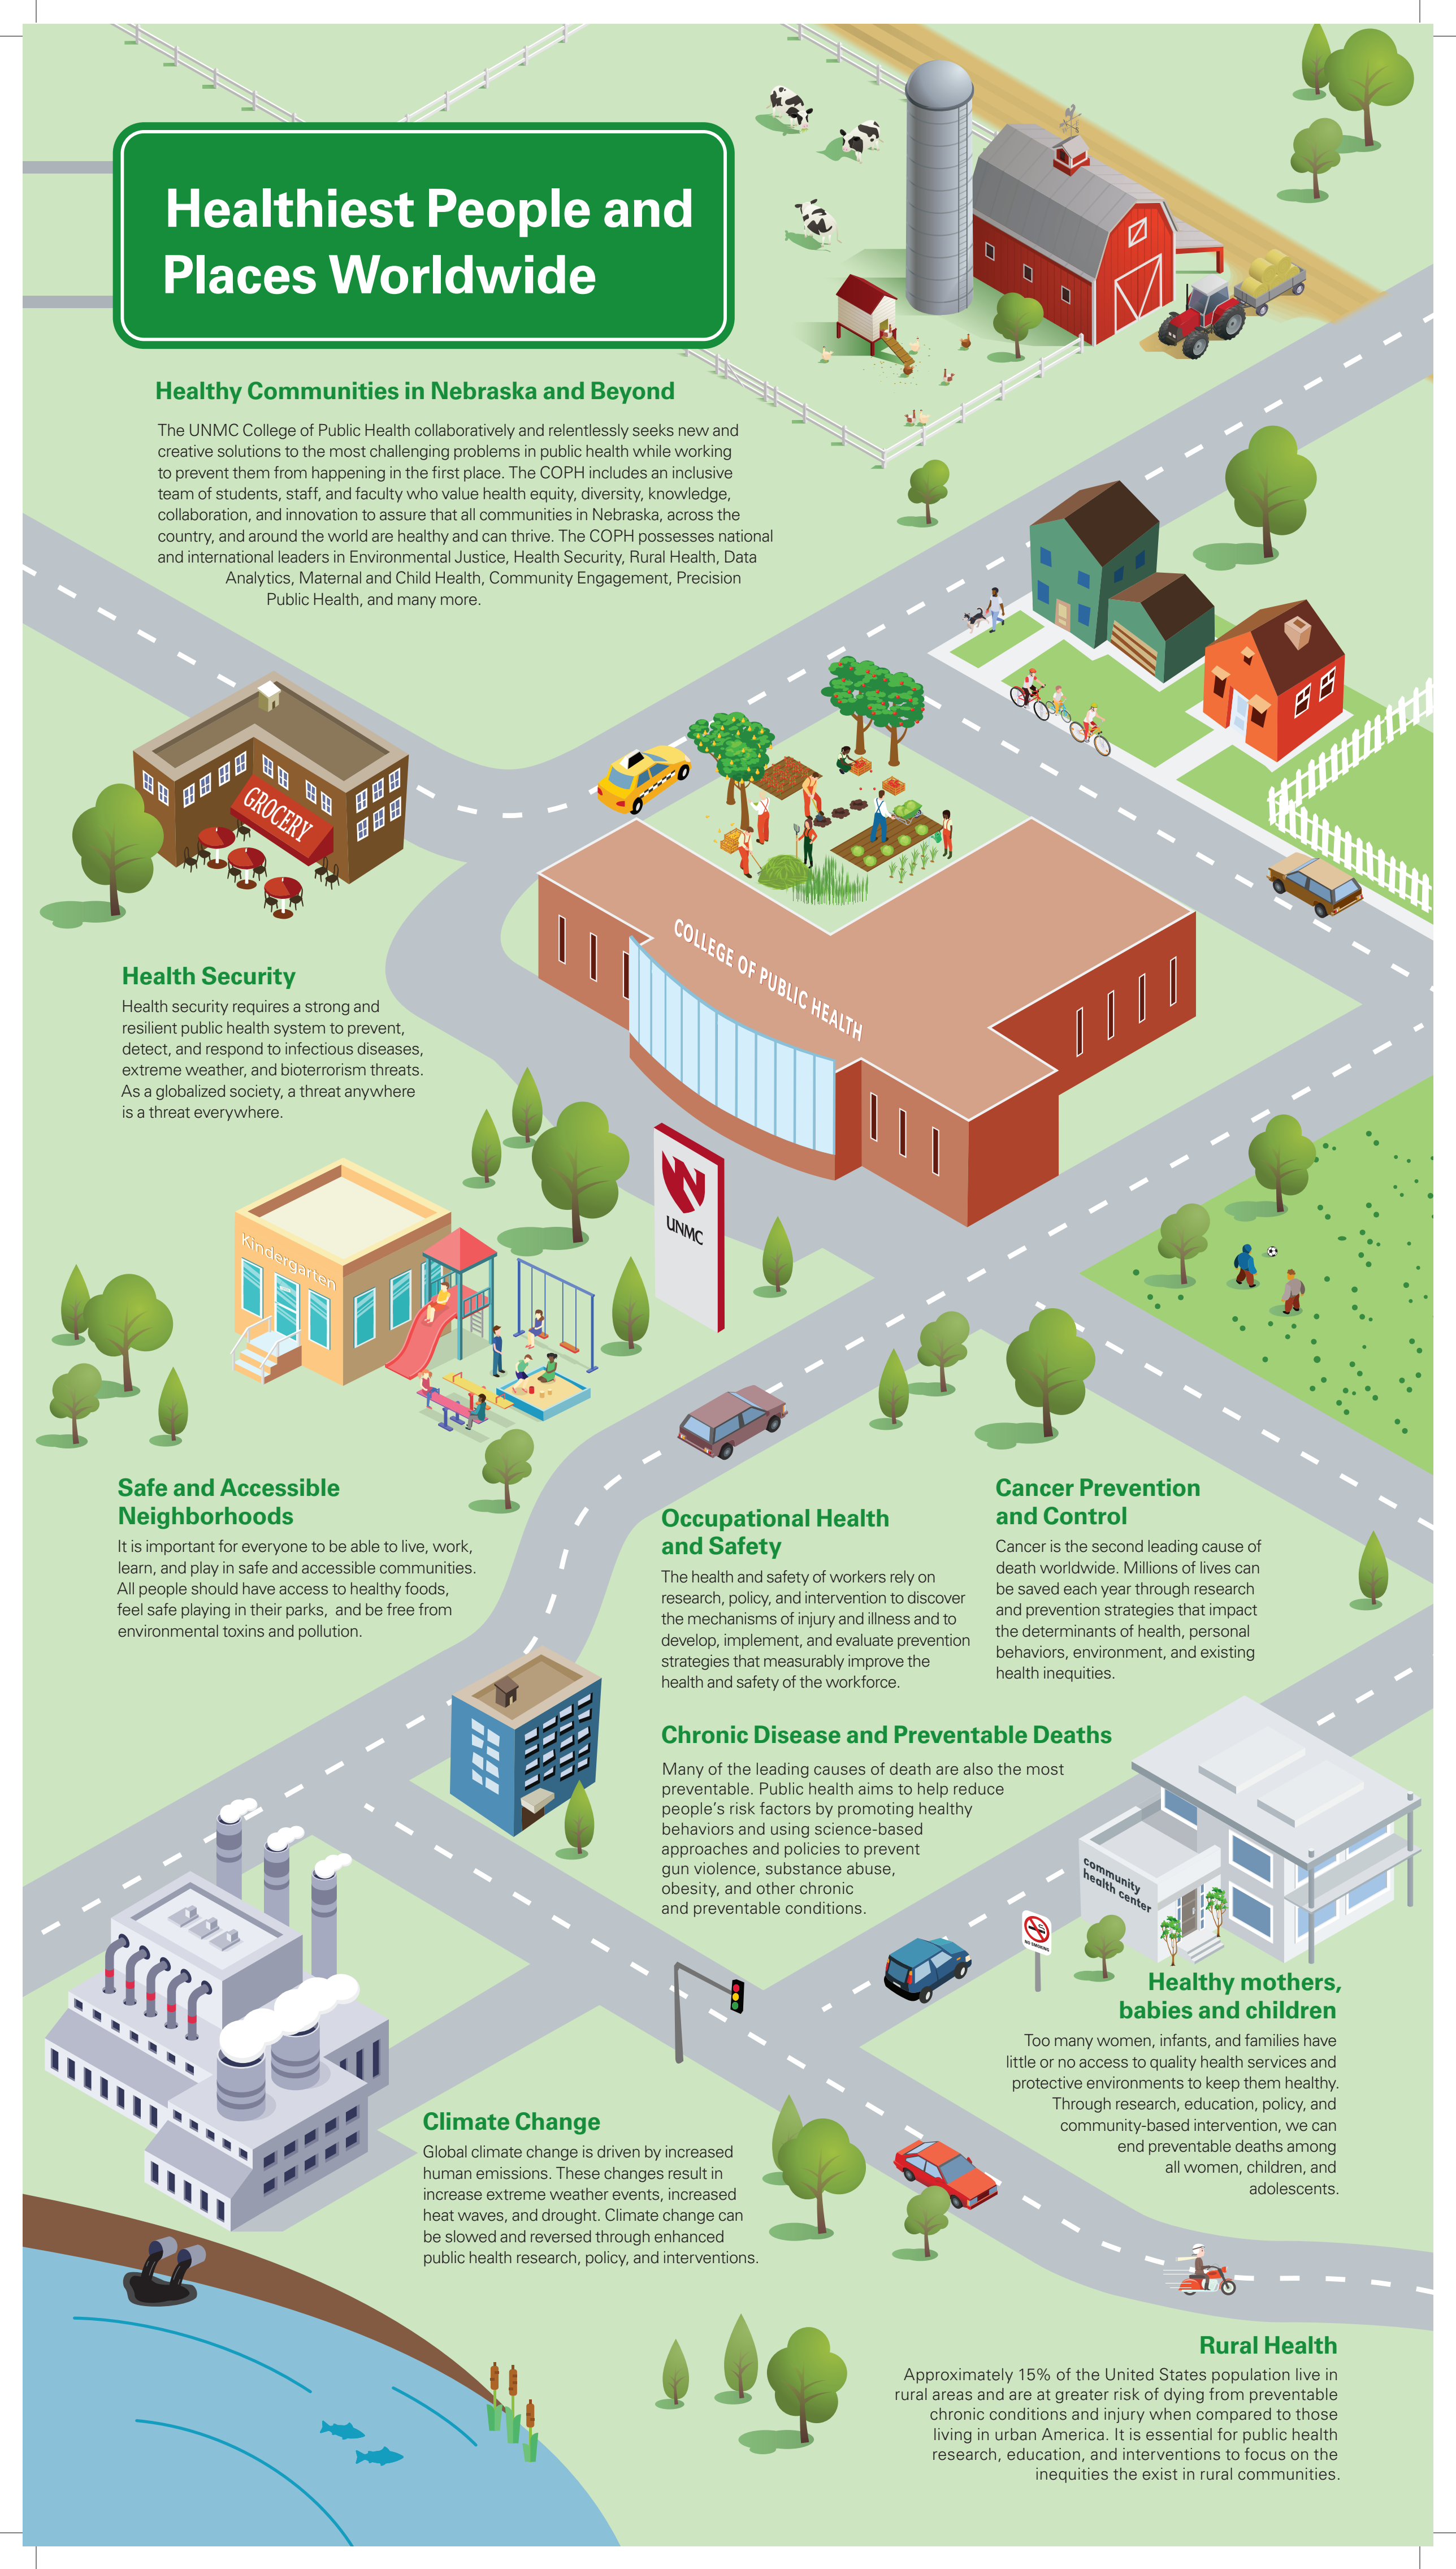 Healthiest People and
Places Worldwide
Healthy Communities in Nebraska and Beyond
The UNMC College of Public Health collaboratively and relentlessly seeks new and
creative solutions to the most challenging problems in public health while working
to prevent them from happening in the first place. The COPH includes an inclusive
team of students, staff, and faculty who value health equity, diversity, knowledge,
collaboration, and innovation to assure that all communities in Nebraska, across the
country, and around the world are healthy and can thrive. The COPH possesses national
and international leaders in Environmental Justice, Health Security, Rural Health, Data
Analytics, Maternal and Child Health, Community Engagement, Precision
Public Health, and many more.
GROCERY
COLLEGE OF PUBLIC HEALTH
Health Security
Health security requires a strong and
resilient public health system to prevent,
detect, and respond to infectious diseases,
extreme weather, and bioterrorism threats.
As a globalized society, a threat anywhere
is a threat everywhere.
N
UNMC
Kindergarten
Safe and Accessible
Neighborhoods
It is important for everyone to be able to live, work,
learn, and play in safe and accessible communities.
All people should have access to healthy foods,
feel safe playing in their parks, and be free from
environmental toxins and pollution.
Occupational Health
and Safety
The health and safety of workers rely on
research, policy, and intervention to discover
the mechanisms of injury and illness and to
develop, implement, and evaluate prevention
strategies that measurably improve the
health and safety of the workforce.
Cancer Prevention
and Control
Cancer is the second leading cause of
death worldwide. Millions of lives can
be saved each year through research
and prevention strategies that impact
the determinants of health, personal
behaviors, environment, and existing
health inequities.
Chronic Disease and Preventable Deaths
Many of the leading causes of death are also the most
preventable. Public health aims to help reduce
people's risk factors by promoting healthy
behaviors and using science-based
approaches and policies to prevent
gun violence, substance abuse,
obesity, and other chronic
and preventable conditions.
community
health center
NO SMOKING
Healthy mothers,
babies and children
Too many women, infants, and families have
little or no access to quality health services and
protective environments to keep them healthy.
Through research, education, policy, and
community-based intervention, we can
end preventable deaths among
all women, children, and
adolescents.
Climate Change
Global climate change is driven by increased
human emissions. These changes result in
increase extreme weather events, increased
heat waves, and drought. Climate change can
be slowed and reversed through enhanced
public health research, policy, and interventions.
Rural Health
Approximately 15% of the United States population live in
rural areas and are at greater risk of dying from preventable
chronic conditions and injury when compared to those
living in urban America. It is essential for public health
research, education, and interventions to focus on the
inequities the exist in rural communities.